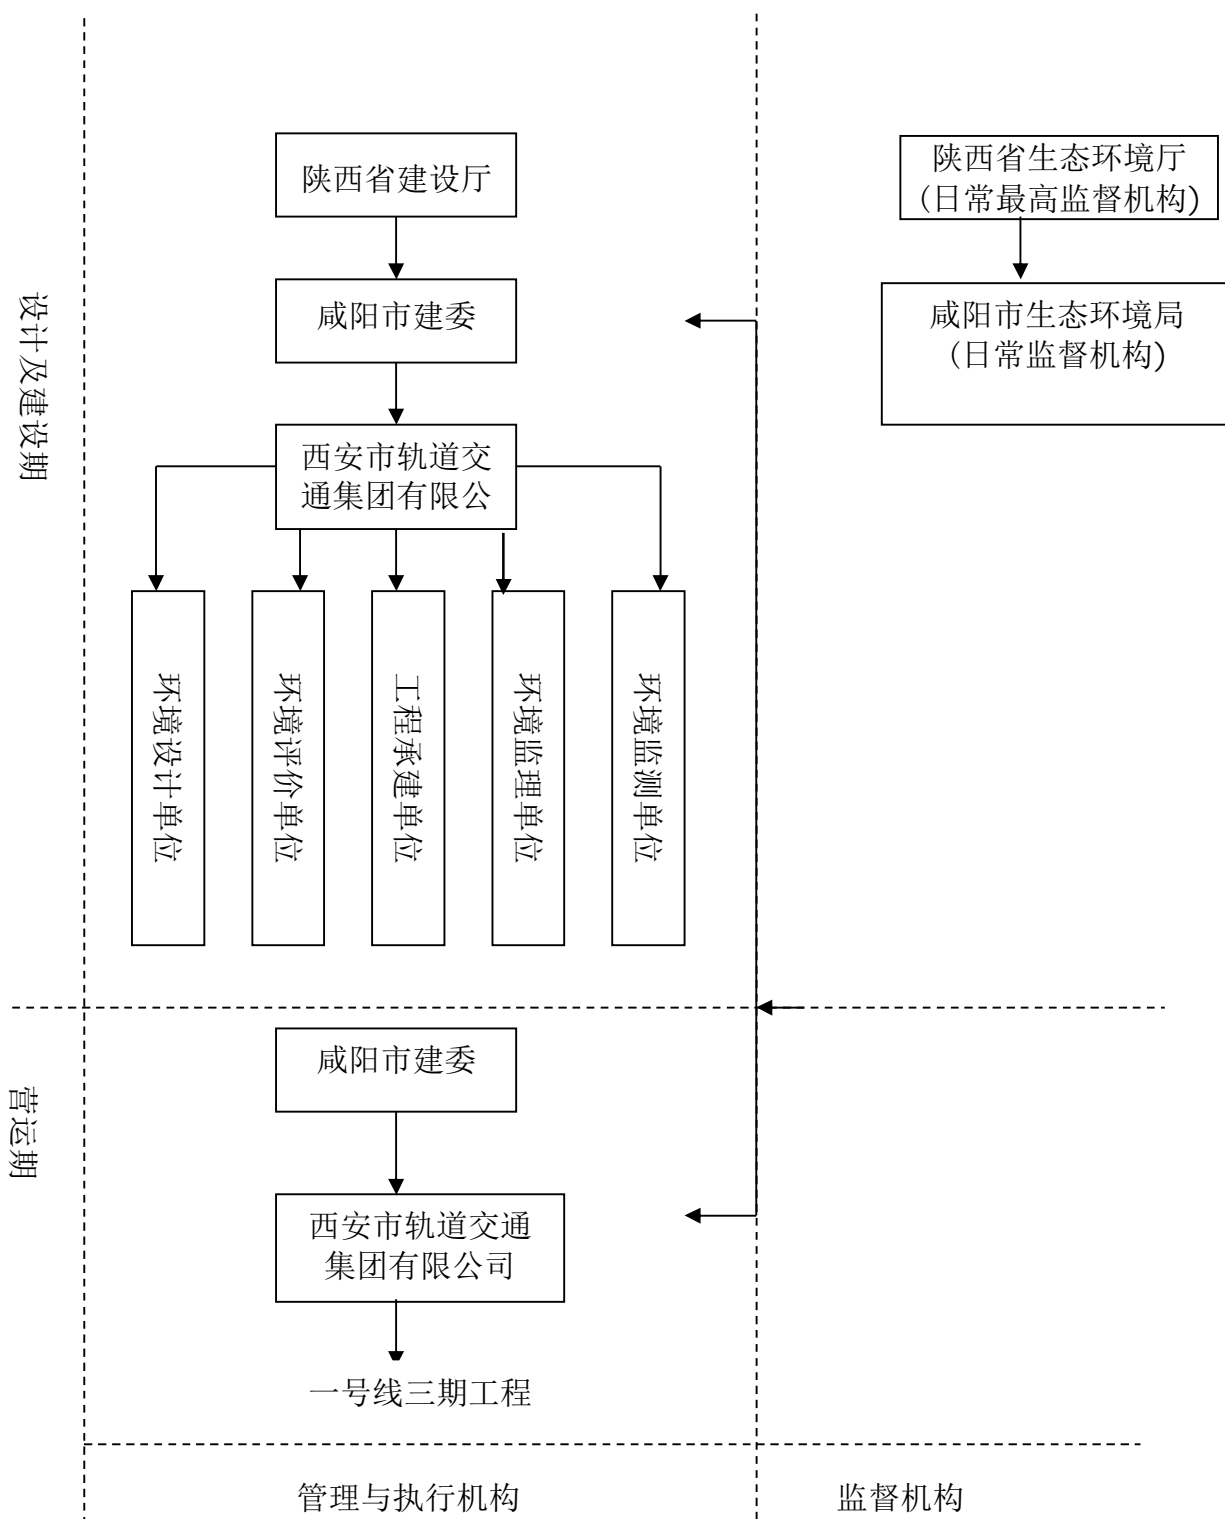 陕西省建设厅
陕西省生态环境厅
(日常最高监督机构)
咸阳市建委
咸阳市生态环境局
(日常监督机构)
设计及建设期
西安市轨道交
通集团有限公
环境设计单位
环境评价单位
工程承建单位
环境监理单位
环境监测单位
咸阳市建委
营运期
西安市轨道交通
集团有限公司
一号线三期工程
管理与执行机构
监督机构